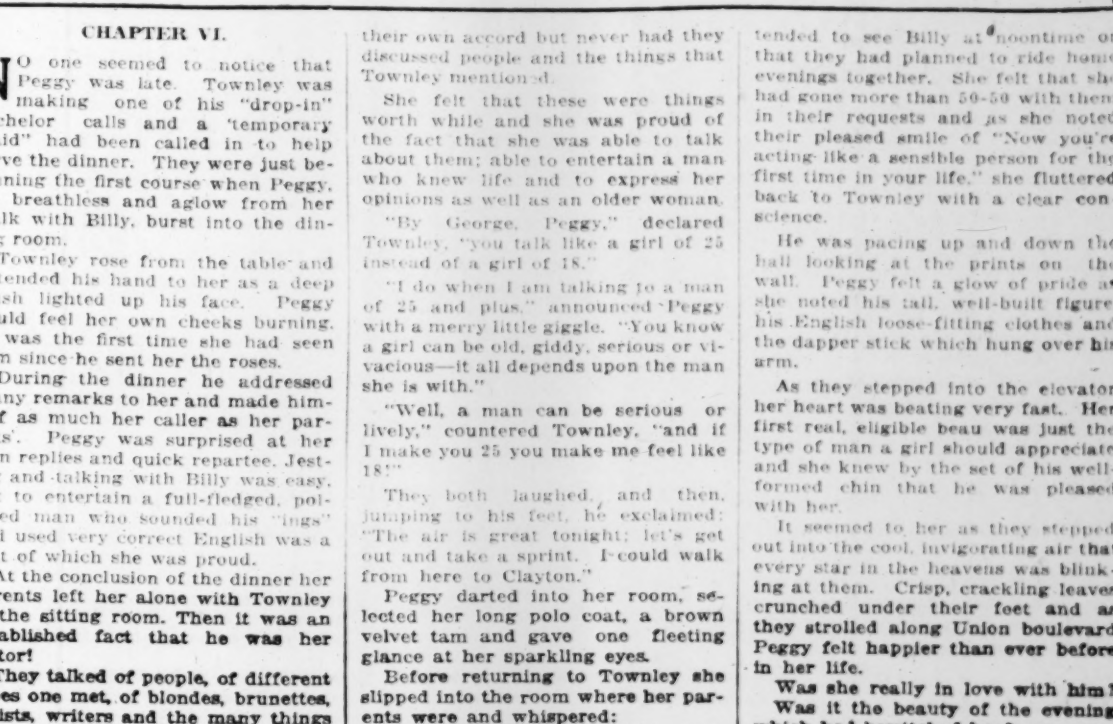 CHAPTER VI.
NO one seemed to notice that
Peggy was late. Townley was
making one of his "drop-in"
chelor calls and a 'temporary
id" had been called in to help
ve the dinner. They were just be-
ning the first course when Peggy,
breathless and aglow from her
lk with Billy, burst into the din-
g room.
Townley rose from the table and
tended his hand to her as a deep
sh lighted up his face. Peggy
uld feel her own cheeks burning.
was the first time she had seen
m since he sent her the roses.
During the dinner he addressed
ny remarks to her and made him-
f as much her caller as her par-
s'. Peggy was surprised at her
n replies and quick repartee. Jest-
and talking with Billy was easy,
to entertain a full-fledged, pol-
ed man who sounded his "ings"
d used very correct English was a
t of which she was proud.
At the conclusion of the dinner her
rents left her alone with Townley
the sitting room. Then it was an
ablished fact that he was her
tor!
They talked of people, of different
es one met, of blondes, brunettes,
ists, writers and the many things
their own accord but never had they
discussed people and the things that
Townley mention d.
She felt that these were things
worth while and she was proud of
the fact that she was able to talk
about them; able to entertain a man
who knew life and to express her
opinions as well as an older woman.
"By George, Peggy," declared
Townley, "you talk like a girl of 25
instead of a girl of 18."
"I do when I am talking to a man
of 25 and plus," announced Peggy
with a merry little giggle. "You know
a girl can be old, giddy, serious or vi-
vacious—it all depends upon the man
she is with."
"Well, a man can be serious or
lively," countered Townley, "and if
I make you 25 you make me feel like
18!"
They both laughed, and then,
jumping to his feet, he exclaimed:
"The air is great tonight; let's get
out and take a sprint. I could walk
from here to Clayton."
Peggy darted into her room, se-
lected her long polo coat, a brown
velvet tam and gave one fleeting
glance at her sparkling eyes.
Before returning to Townley she
slipped into the room where her par-
ents were and whispered:
tended to see Billy at noontime or
that they had planned to ride home
evenings together. She felt that she
had gone more than 50-50 with them
in their requests and as she noted
their pleased smile of "Now you're
acting like a sensible person for the
first time in your life," she fluttered
back to Townley with a clear con-
science.
He was pacing up and down the
hall looking at the prints on the
wall. Peggy felt a glow of pride as
she noted his tall, well-built figure,
his English loose-fitting clothes and
the dapper stick which hung over his
arm.
As they stepped into the elevator
her heart was beating very fast. Her
first real, eligible beau was just the
type of man a girl should appreciate
and she knew by the set of his well-
formed chin that he was pleased
with her.
It seemed to her as they stepped
out into the cool, invigorating air that
every star in the heavens was blink-
ing at them. Crisp, crackling leaves
crunched under their feet and as
they strolled along Union boulevard
Peggy felt happier than ever before
in her life.
Was she really in love with him?
Was it the beauty of the evening